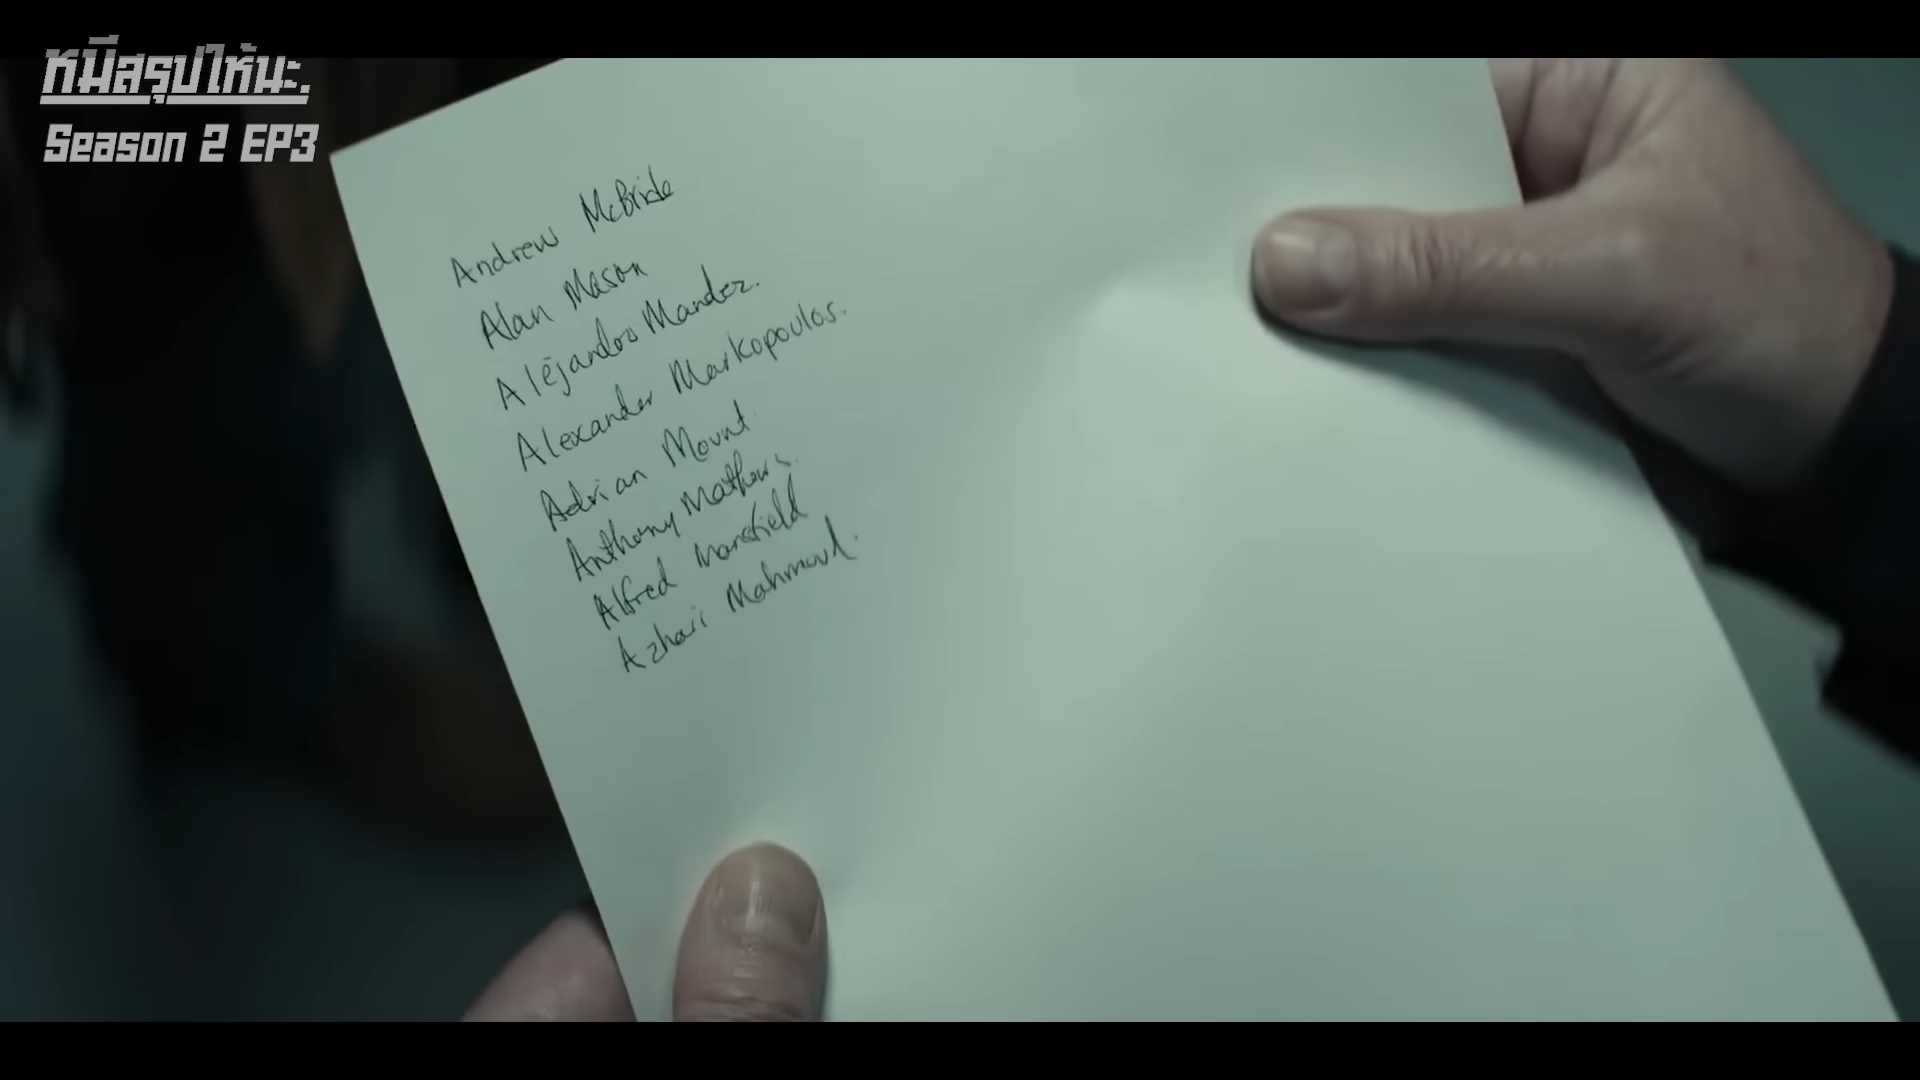 หมีสรุปให้นะ.
Season 2 EP3
Andrew McBride
Alan Mason
Alejandro Mandez.
Alexander Markopoulos.
Adrian Mount
Anthony Mathews.
Alfred Mansfield
Azhari Mahmoud.